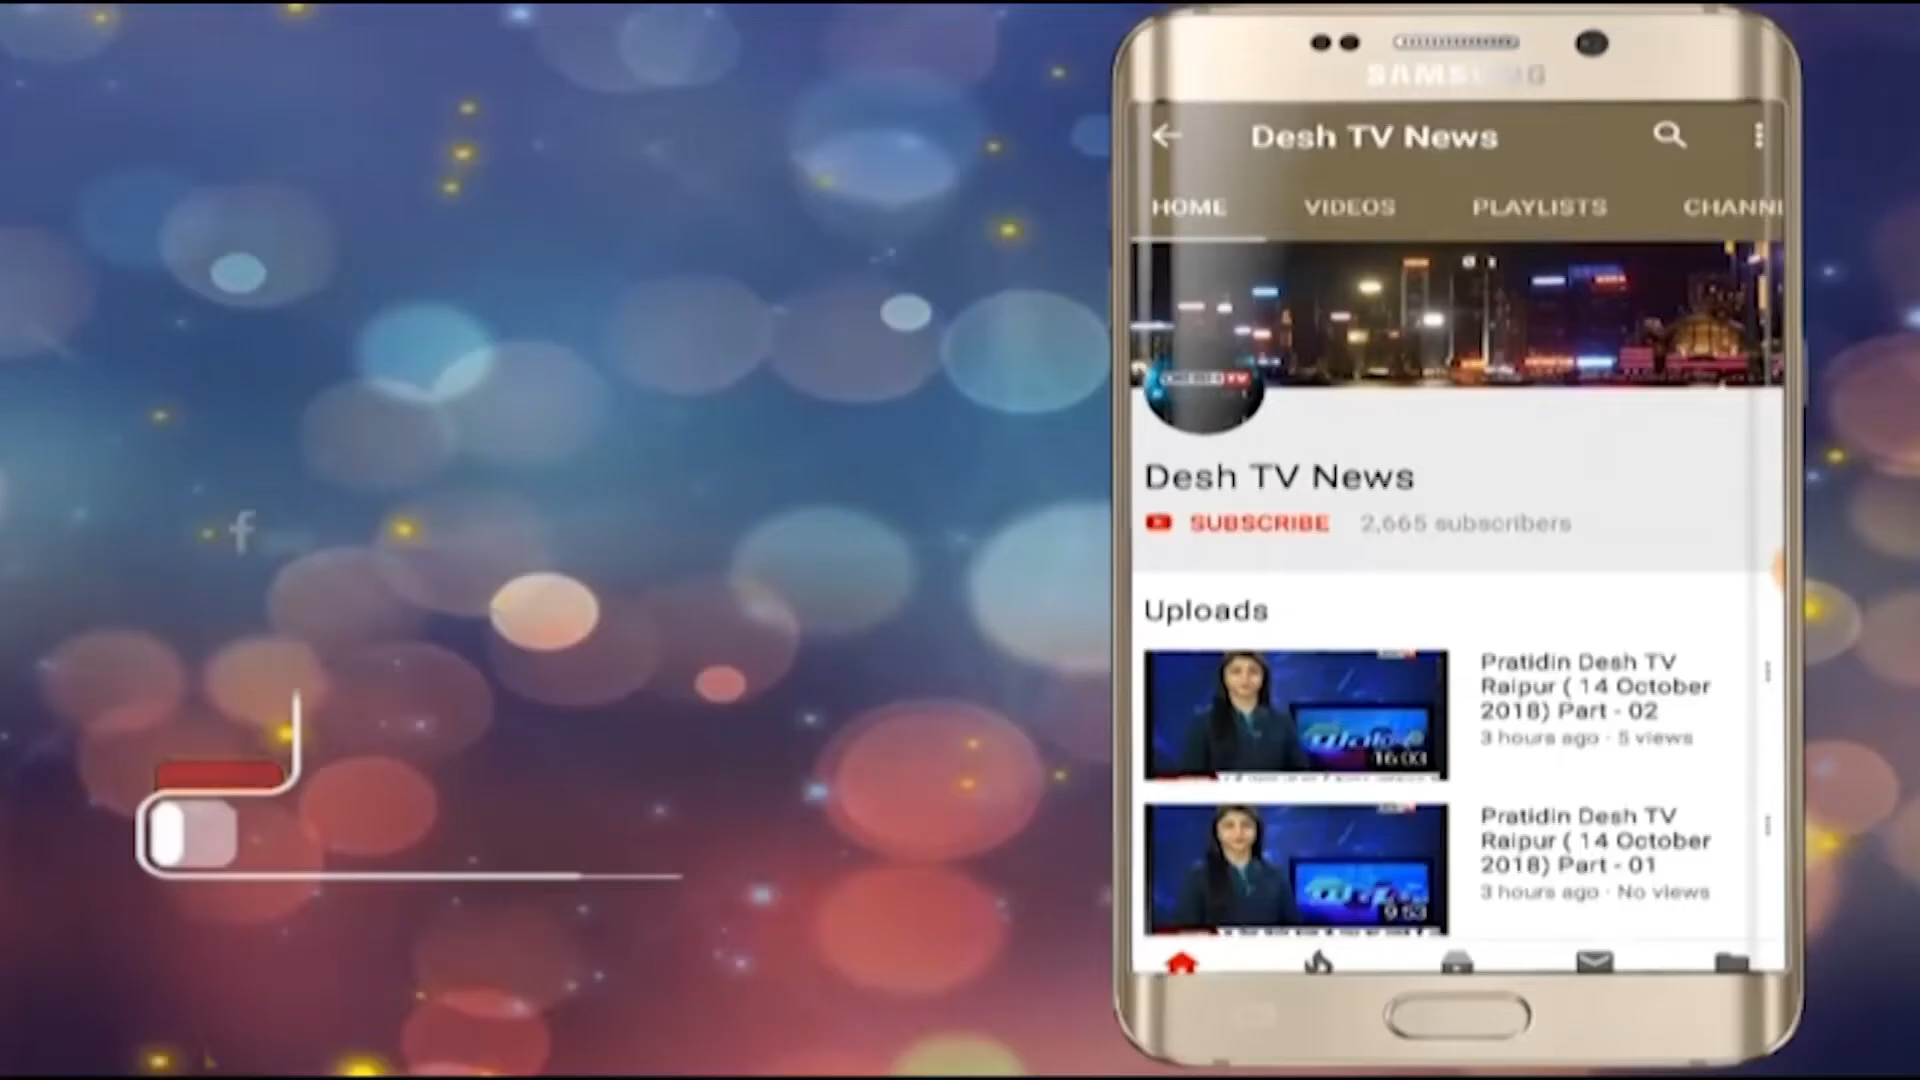 SAMSUNG
Desh TV News
HOME VIDEOS PLAYLISTS CHANNE
Desh TV News
SUBSCRIBE 2,665 subscribers
Uploads
Pratidin Desh TV
Raipur ( 14 October
2018) Part - 02
3 hours ago · 5 views
16:03
Pratidin Desh TV
Raipur ( 14 October
2018) Part - 01
3 hours ago · No views
9:53
f